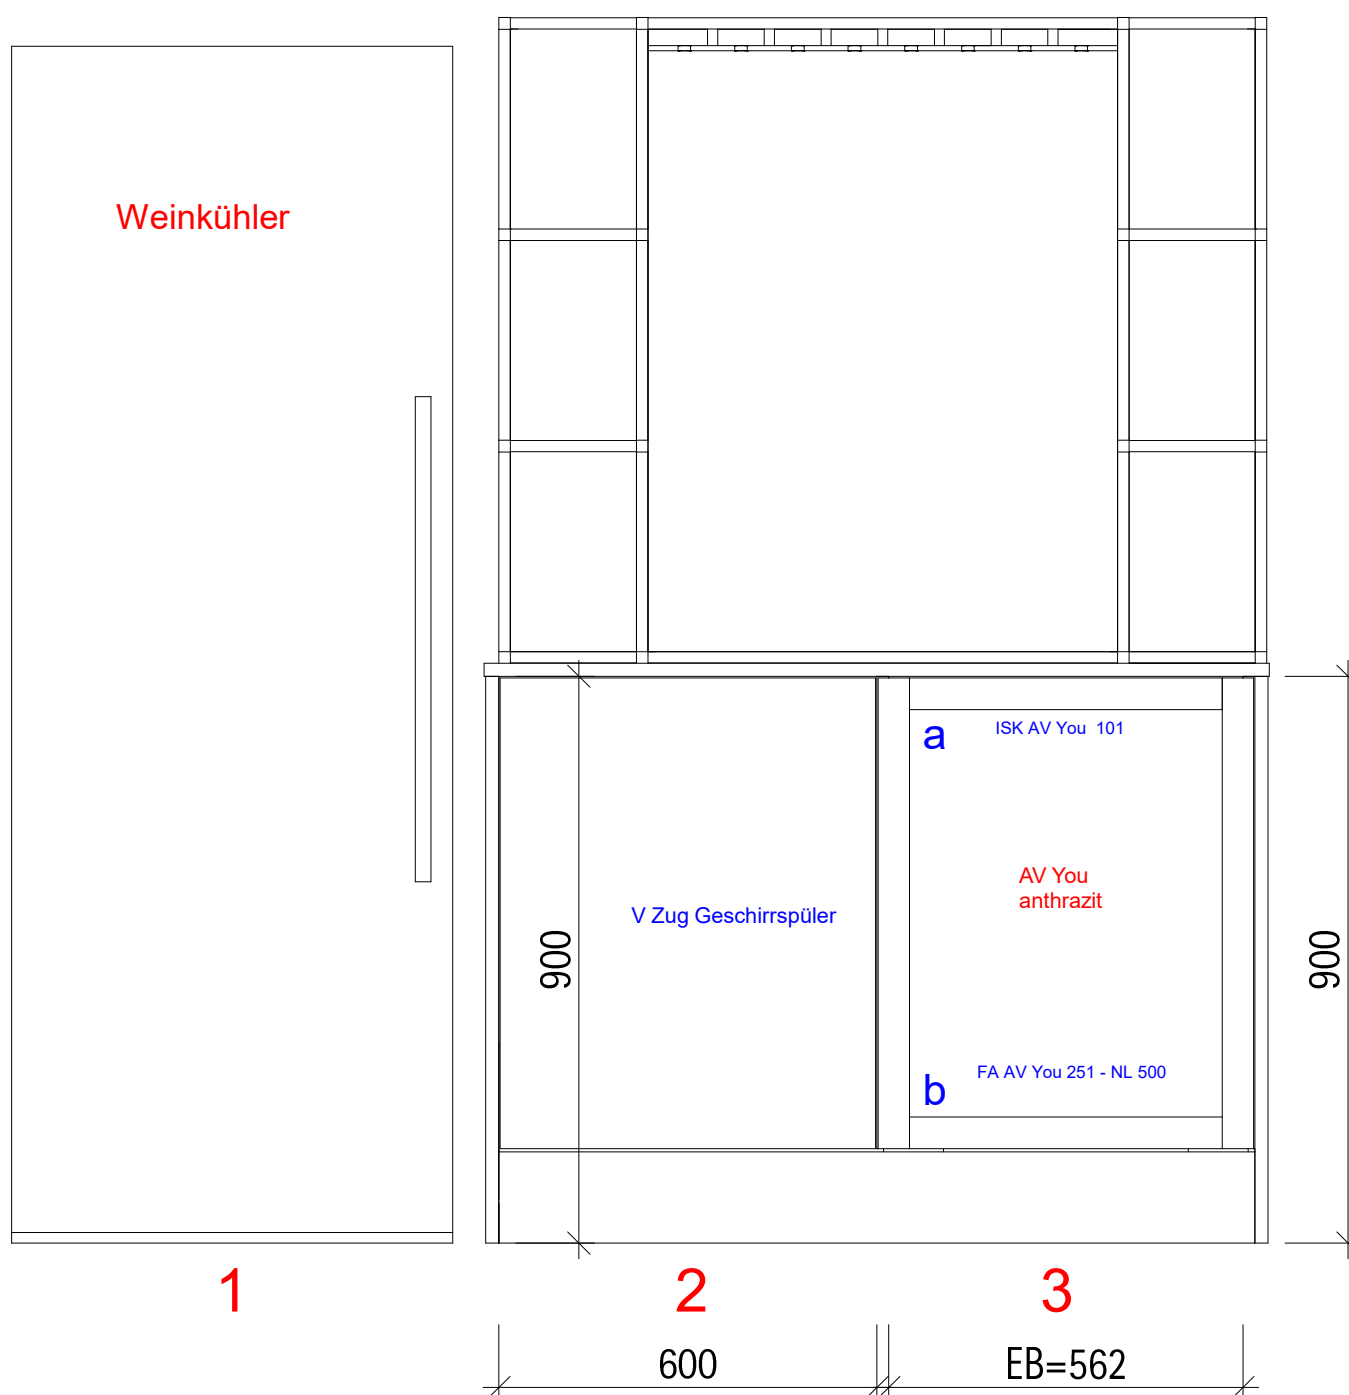 Weinkühler
a
ISK AV You  101
AV You
anthrazit
V Zug Geschirrspüler
900
900
FA AV You 251 - NL 500
b
1
2
3
600
EB=562